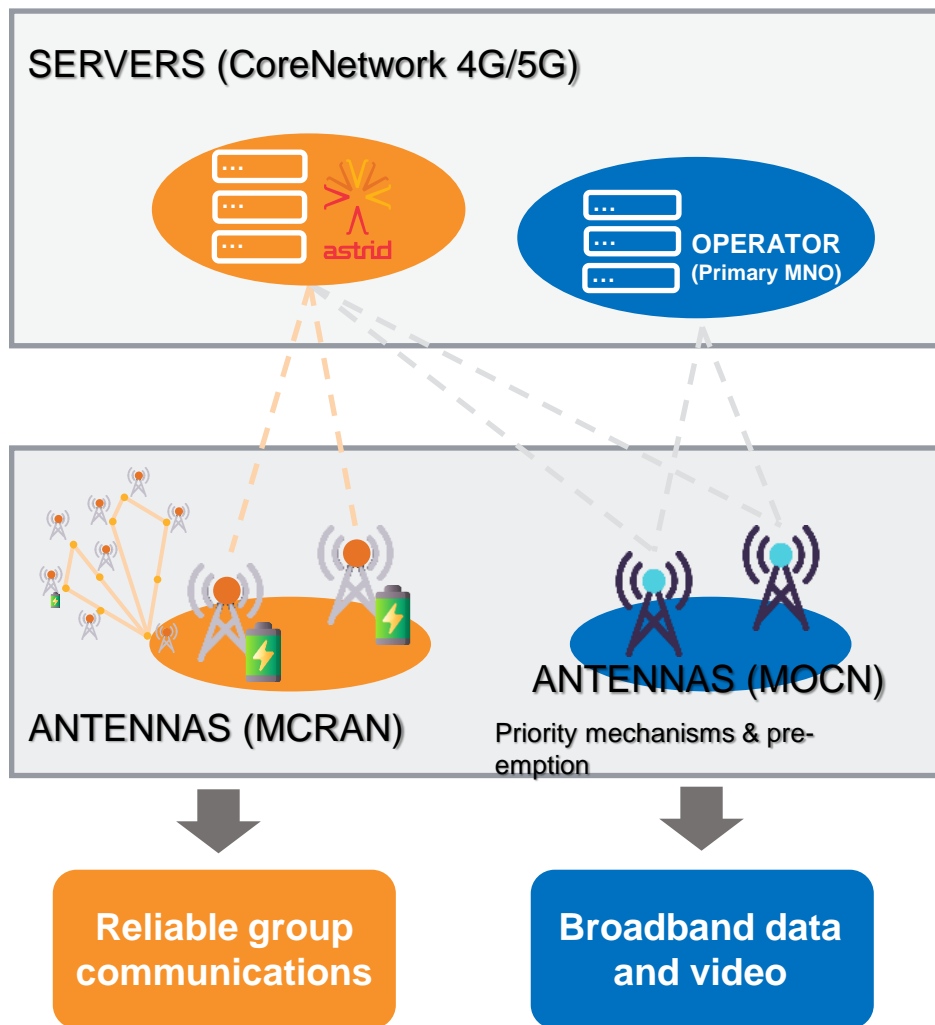 SERVERS (CoreNetwork 4G/5G)
...
...
...
astrid
...
...
...
OPERATOR
(Primary MNO)
ANTENNAS (MCRAN)
ANTENNAS (MOCN)
Priority mechanisms & pre-
emption
Reliable group
communications
Broadband data
and video